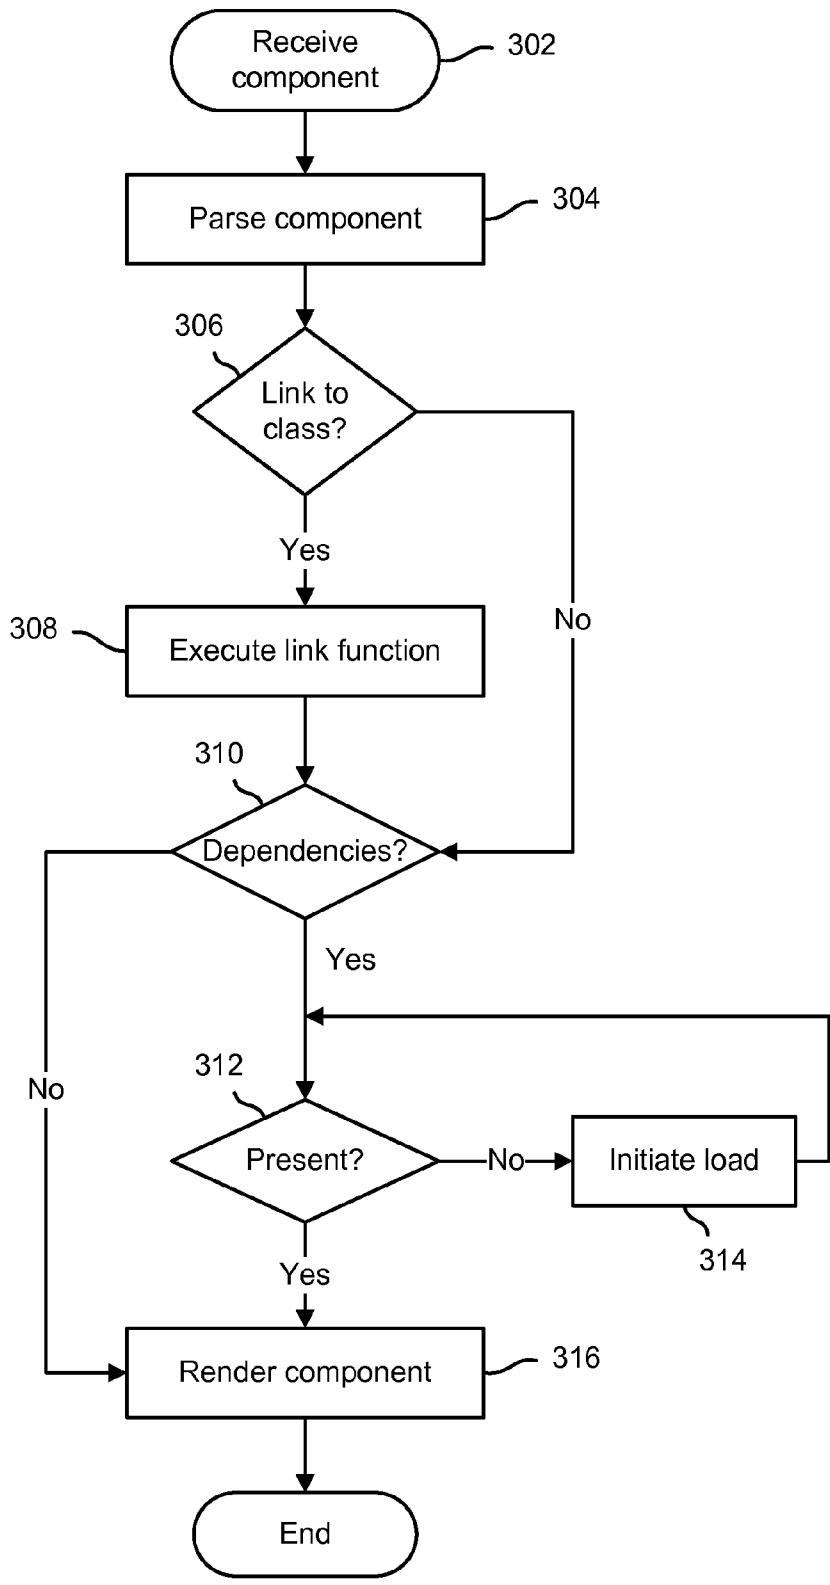 Receive
component
302
Parse component
304
306
Link to
class?
Yes
No
308
Execute link function
310
Dependencies?
Yes
No
312
Present?
No
Initiate load
314
Yes
Render component
316
End